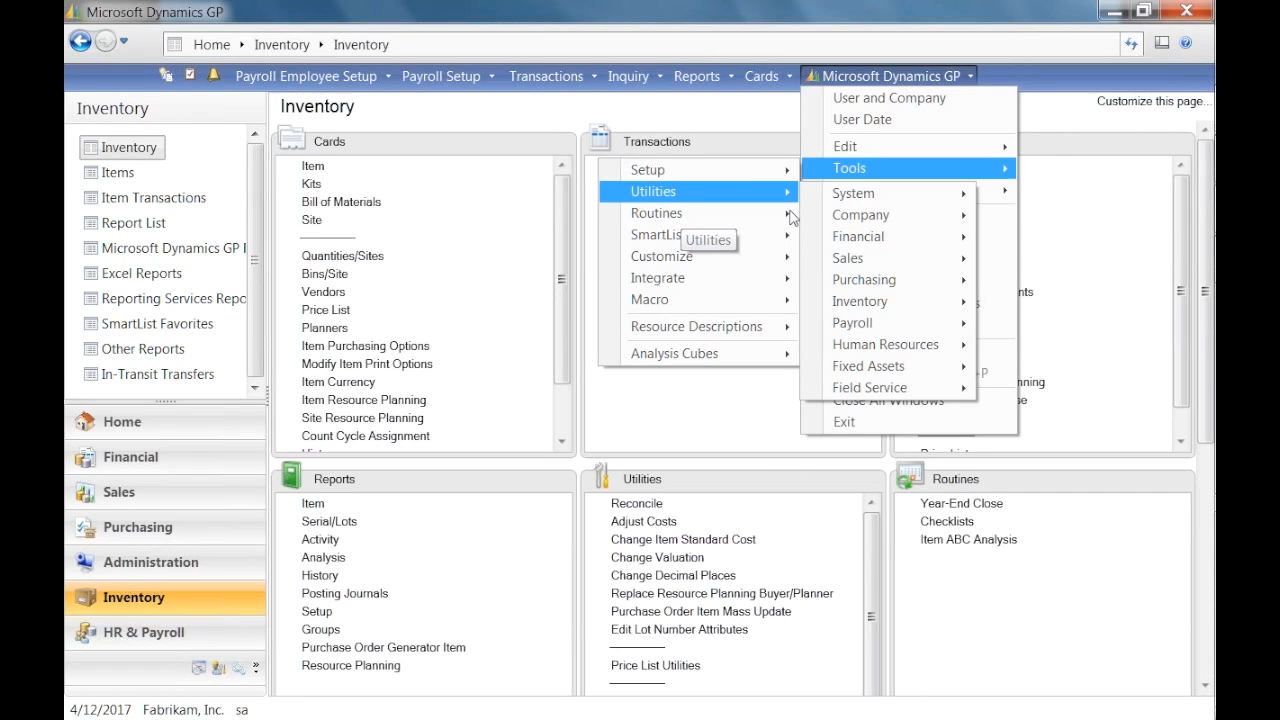 Microsoft Dynamics GP
Home Inventory Inventory
Payroll Employee Setup Payroll Setup Transactions Inquiry Reports Cards Microsoft Dynamics GP
Inventory
Inventory
Items
Item Transactions
Report List
Microsoft Dynamics GP
Excel Reports
Reporting Services Repo
SmartList Favorites
Other Reports
In-Transit Transfers
Home
Financial
Sales
Purchasing
Administration
Inventory
HR & Payroll
Inventory
Customize this page...
Cards
Item
Kits
Bill of Materials
Site
Quantities/Sites
Bins/Site
Vendors
Price List
Planners
Item Purchasing Options
Modify Item Print Options
Item Currency
Item Resource Planning
Site Resource Planning
Count Cycle Assignment
Transactions
Setup
Utilities
Routines
SmartLis
Utilities
Customize
Integrate
Macro
Resource Descriptions
Analysis Cubes
User and Company
User Date
Edit
Tools
System
Company
Financial
Sales
Purchasing
Inventory
Payroll
Human Resources
Fixed Assets
Field Service
Close All Windows
Exit
Reports
Item
Serial/Lots
Activity
Analysis
History
Posting Journals
Setup
Groups
Purchase Order Generator Item
Resource Planning
Utilities
Reconcile
Adjust Costs
Change Item Standard Cost
Change Valuation
Change Decimal Places
Replace Resource Planning Buyer/Planner
Purchase Order Item Mass Update
Edit Lot Number Attributes
Price List Utilities
Routines
Year-End Close
Checklists
Item ABC Analysis
4/12/2017 Fabrikam, Inc. sa